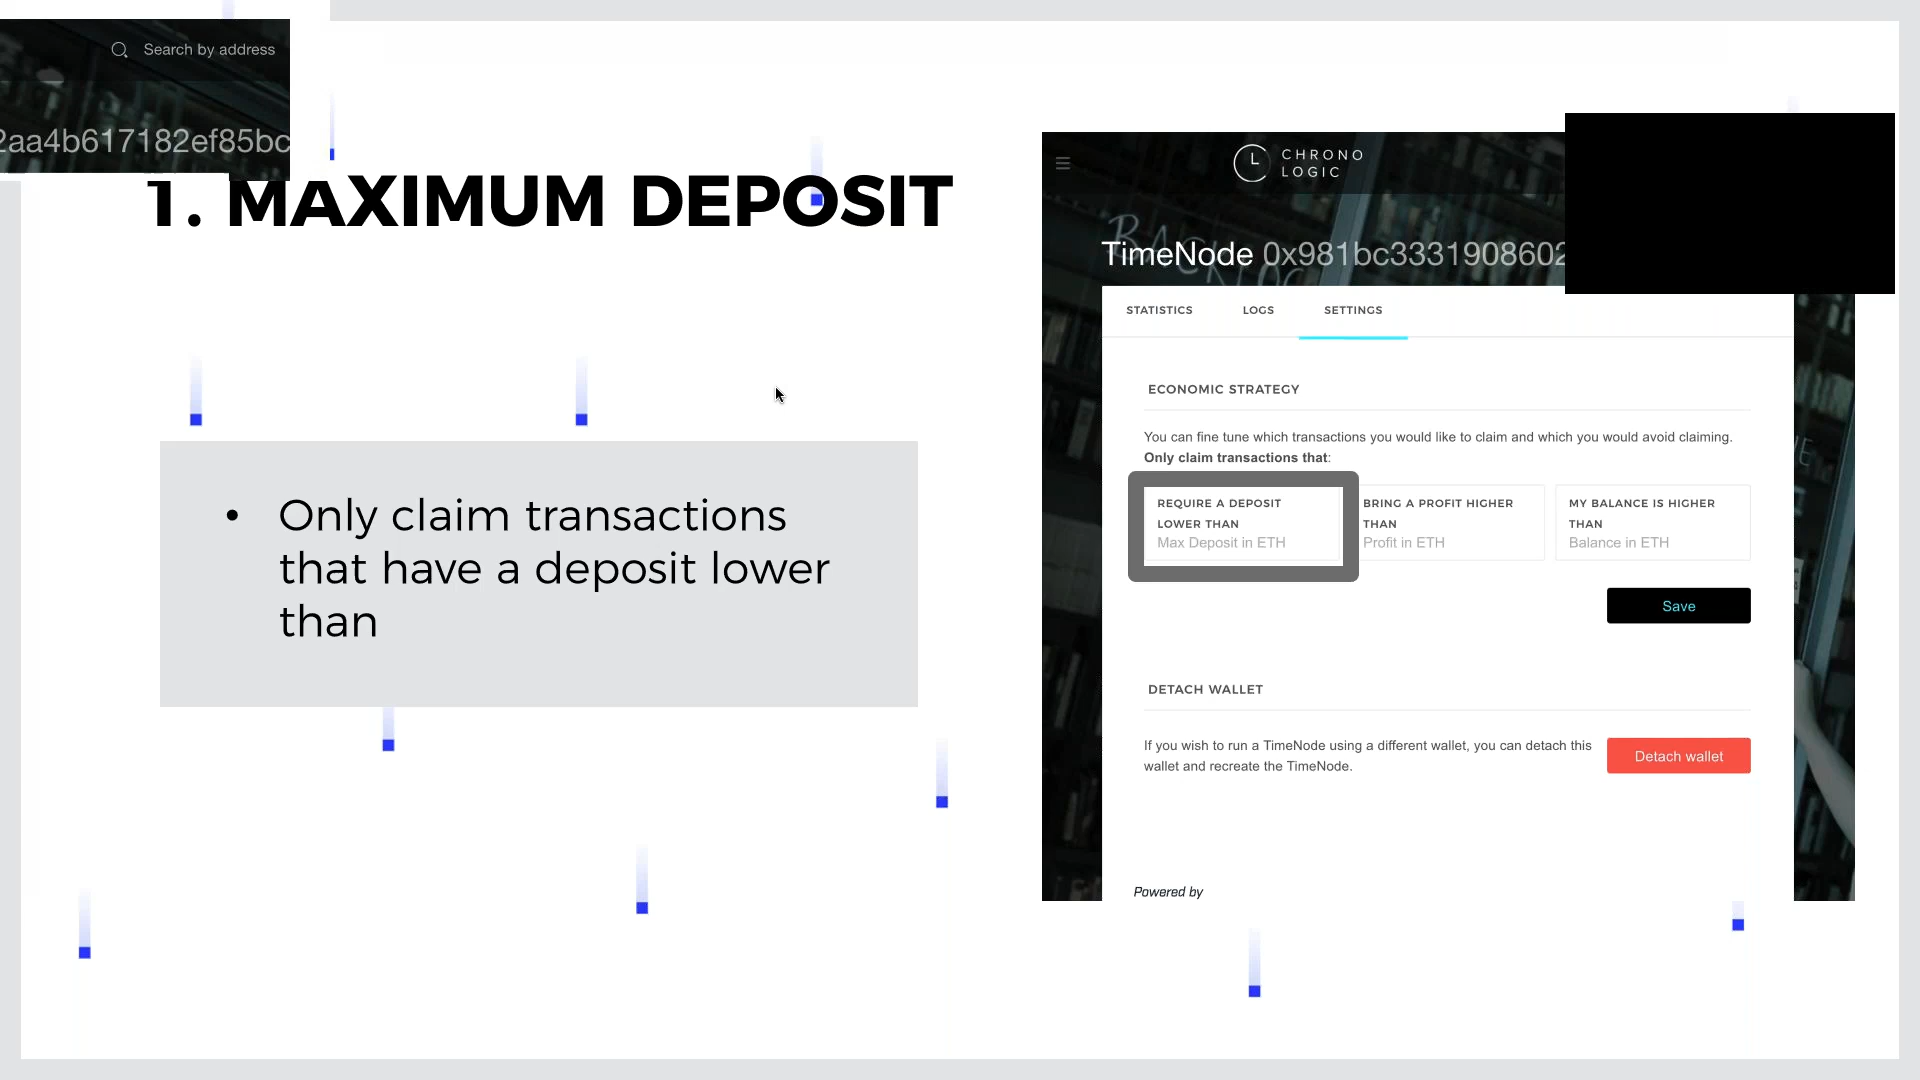 Search by address
2aa4b617182ef85bc
1. MAXIMUM DEPOSIT
• Only claim transactions
that have a deposit lower
than
CHRONO
LOGIC
TimeNode 0x981bc3331908602
STATISTICS LOGS SETTINGS
ECONOMIC STRATEGY
You can fine tune which transactions you would like to claim and which you would avoid claiming.
Only claim transactions that:
REQUIRE A DEPOSIT
LOWER THAN
Max Deposit in ETH
BRING A PROFIT HIGHER
THAN
Profit in ETH
MY BALANCE IS HIGHER
THAN
Balance in ETH
Save
DETACH WALLET
If you wish to run a TimeNode using a different wallet, you can detach this
wallet and recreate the TimeNode.
Detach wallet
Powered by